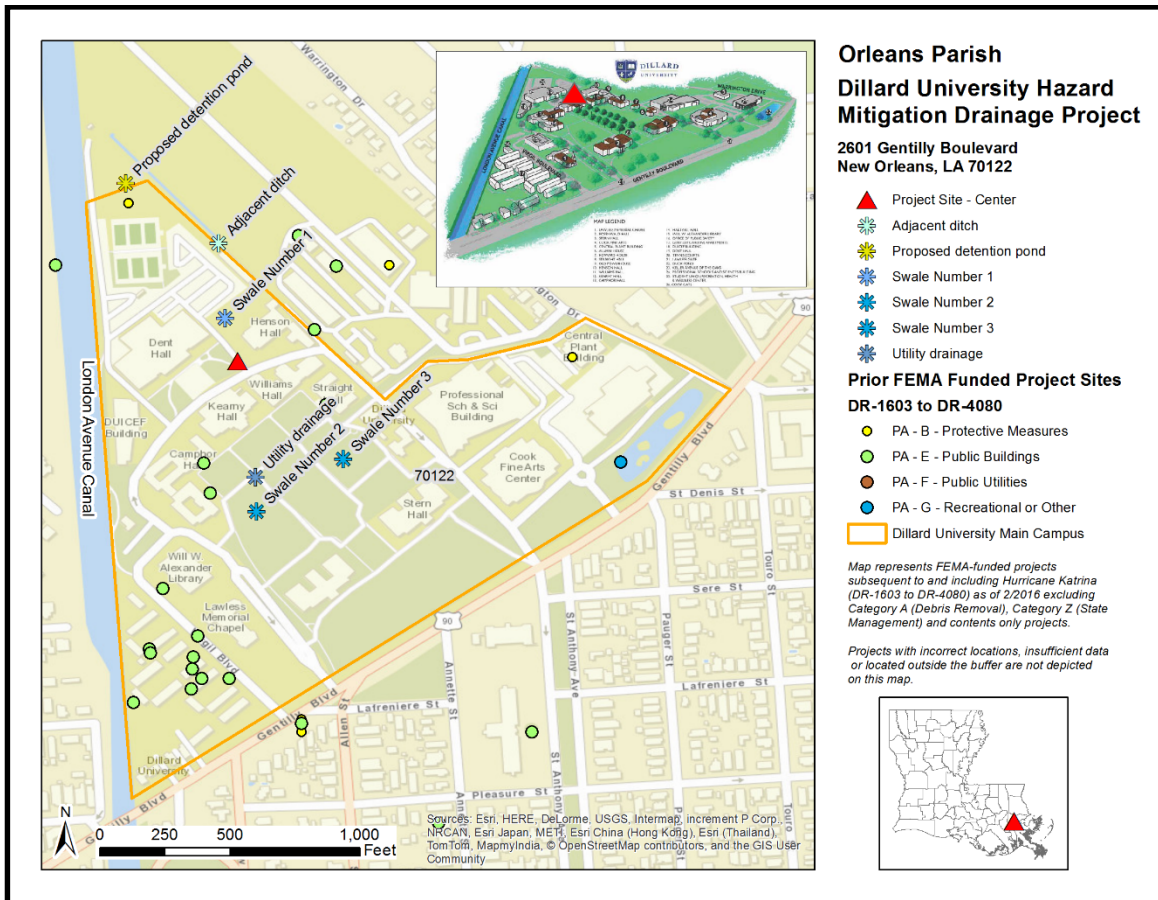 Orleans Parish
Dillard University Hazard
Mitigation Drainage Project
2601 Gentilly Boulevard
New Orleans, LA 70122
Project Site - Center
Adjacent ditch
Proposed detention pond
Swale Number 1
Swale Number 2
Swale Number 3
Utility drainage
Prior FEMA Funded Project Sites
DR-1603 to DR-4080
PA - B - Protective Measures
PA - E - Public Buildings
PA - F - Public Utilities
PA - G - Recreational or Other
Dillard University Main Campus
Map represents FEMA-funded projects
subsequent to and including Hurricane Katrina
(DR-1603 to DR-4080) as of 2/2016 excluding
Category A (Debris Removal), Category Z (State
Management) and contents only projects.
Projects with incorrect locations, insufficient data
or located outside the buffer are not depicted
on this map.
Warrington Dr
Proposed detention pond
Adjacent ditch
Swale Number 1
DILLARD
UNIVERSITY
WARRINGTON DRIVE
LONDON AVENUE CANAL
GENTILLY BOULEVARD
MAP LEGEND:
90
Henson
Hall
Dent
Hall
Central
Plant
Building
London Avenue Canal
Williams
Hall
Straight
Kearny
Hall
DUICEF
Building
Professional
Sch & Sci
Building
Swale Number 3
Utility drainage
Swale Number 2
70122
Cook
Fine Arts
Center
Gentilly Blvd
St Denis St
Stern
Hall
Will W.
Alexander
Library
Lawless
Memorial
Chapel
Sere St
Touro St
Pauger St
90
Annette St
St Anthony Ave
Lafreniere St
Lafreniere St
Gentilly Blvd
Allen St
Dillard
University
Gentilly Blvd
Pleasure St
St Anthony Ave
Touro
N
0 250 500 1,000
Feet
Sources: Esri, HERE, DeLorme, USGS, Intermap, increment P Corp.,
NRCAN, Esri Japan, METI, Esri China (Hong Kong), Esri (Thailand),
TomTom, MapmyIndia, © OpenStreetMap contributors, and the GIS User
Community